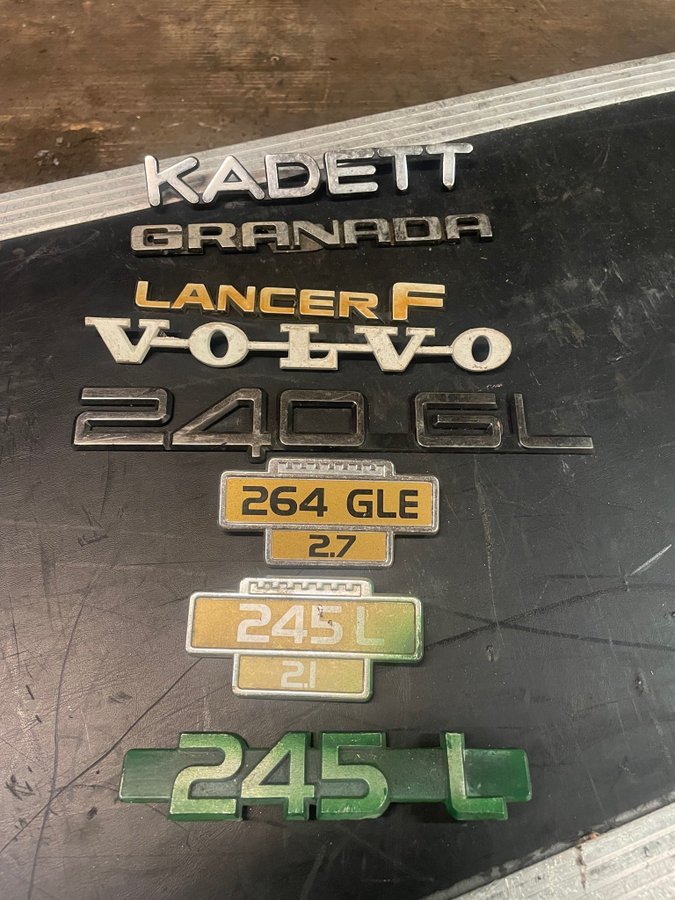 KADETT
GRANADA
LANCER F
VOLVO
240 GL
264 GLE
2.7
245 L
2.1
245 L